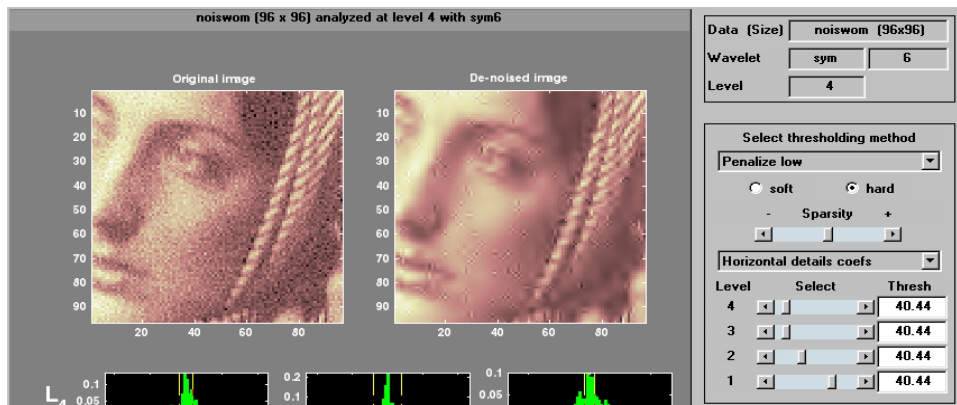 noiswom (96 x 96) analyzed at level 4 with sym6
Original image
De-noised image
10
20
30
40
50
60
70
80
90
20 40 60 80
10
20
30
40
50
60
70
80
90
20 40 60 80
L4
0.1
0.05
0.2
0.1
0.1
0.05
Data (Size) noiswom (96x96)
Wavelet sym 6
Level 4
Select thresholding method
Penalize low
soft hard
- Sparsity +
Horizontal details coefs
Level Select Thresh
4 40.44
3 40.44
2 40.44
1 40.44